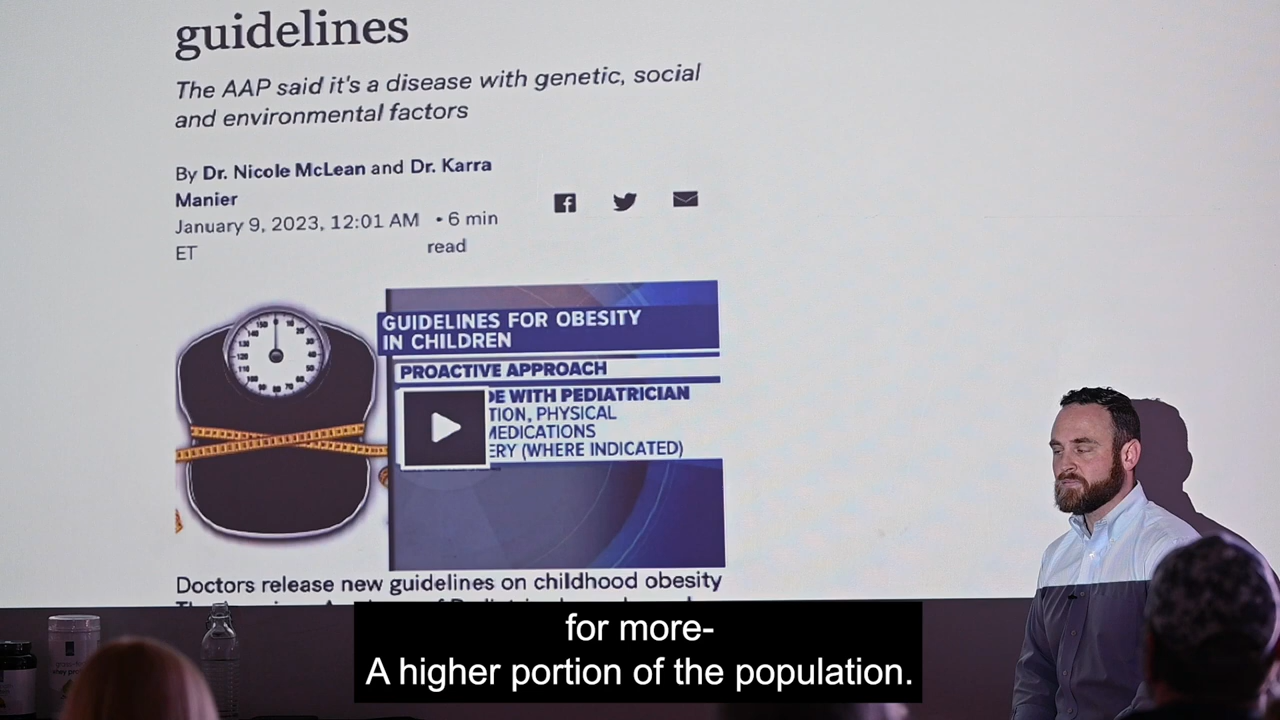 guidelines
The AAP said it's a disease with genetic, social
and environmental factors
By Dr. Nicole McLean and Dr. Karra
Manier
January 9, 2023, 12:01 AM • 6 min
ET read
GUIDELINES FOR OBESITY
IN CHILDREN
PROACTIVE APPROACH
DE WITH PEDIATRICIAN
TION, PHYSICAL
MEDICATIONS
ERY (WHERE INDICATED)
Doctors release new guidelines on childhood obesity
for more-
A higher portion of the population.